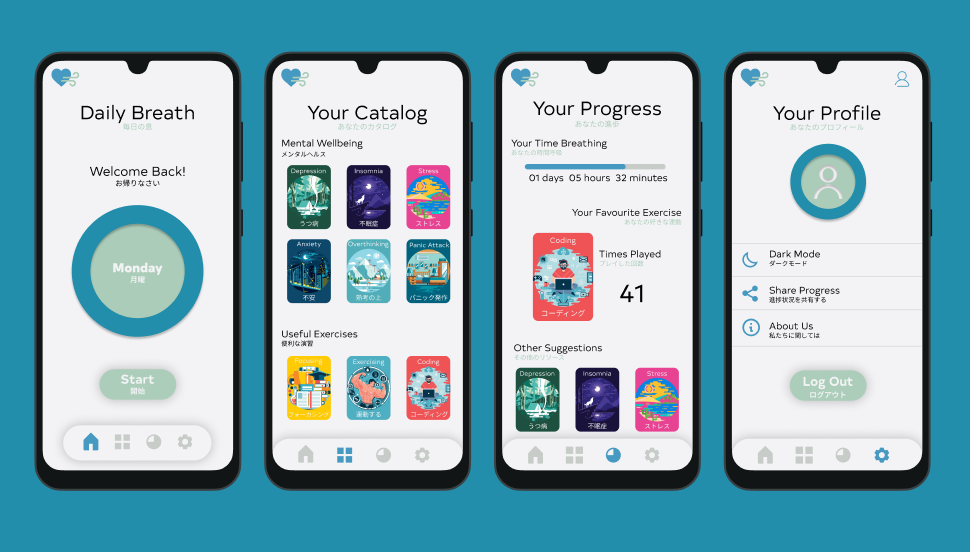 Daily Breath
毎日の息
Welcome Back!
お帰りなさい
Monday
月曜
Start
開始
Your Catalog
あなたのカタログ
Mental Wellbeing
メンタルヘルス
Depression
うつ病
Insomnia
不眠症
Stress
ストレス
Anxiety
不安
Overthinking
熟考の上
Panic Attack
パニック発作
Useful Exercises
便利な演習
Focusing
フォーカシング
Exercising
運動する
Coding
コーディング
Your Progress
あなたの進歩
Your Time Breathing
01 days 05 hours 32 minutes
Your Favourite Exercise
あなたの好きな運動
Coding
コーディング
Times Played
プレイした回数
41
Other Suggestions
その他のリソース
Depression
うつ病
Insomnia
不眠症
Stress
ストレス
Your Profile
あなたのプロフィール
Dark Mode
ダークモード
Share Progress
進捗状況を共有する
About Us
私たちに関しては
Log Out
ログアウト